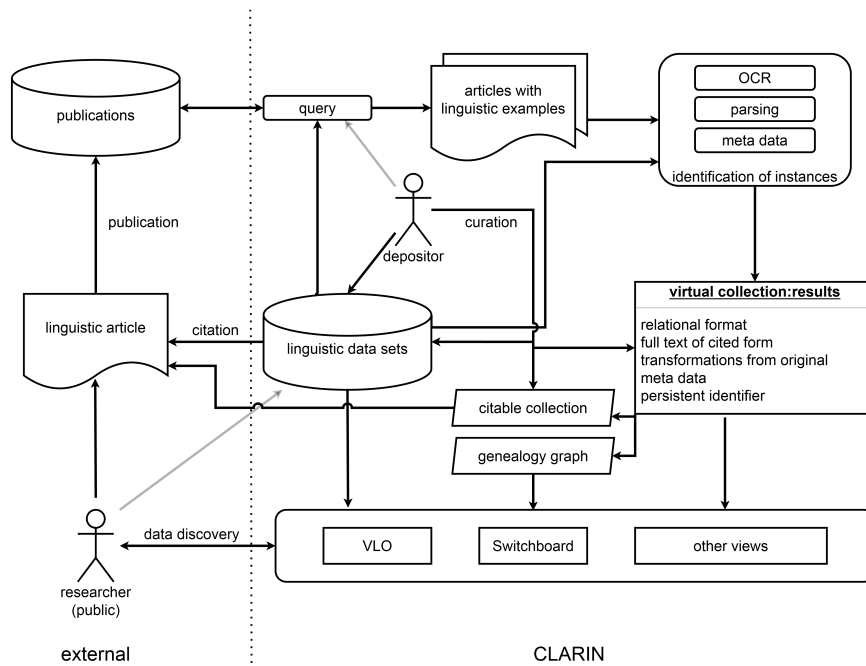 publications
query
articles with
linguistic examples
OCR
parsing
meta data
identification of instances
publication
depositor
curation
linguistic article
citation
linguistic data sets
virtual collection:results
relational format
full text of cited form
transformations from original
meta data
persistent identifier
citable collection
genealogy graph
data discovery
VLO
Switchboard
other views
researcher
(public)
external
CLARIN